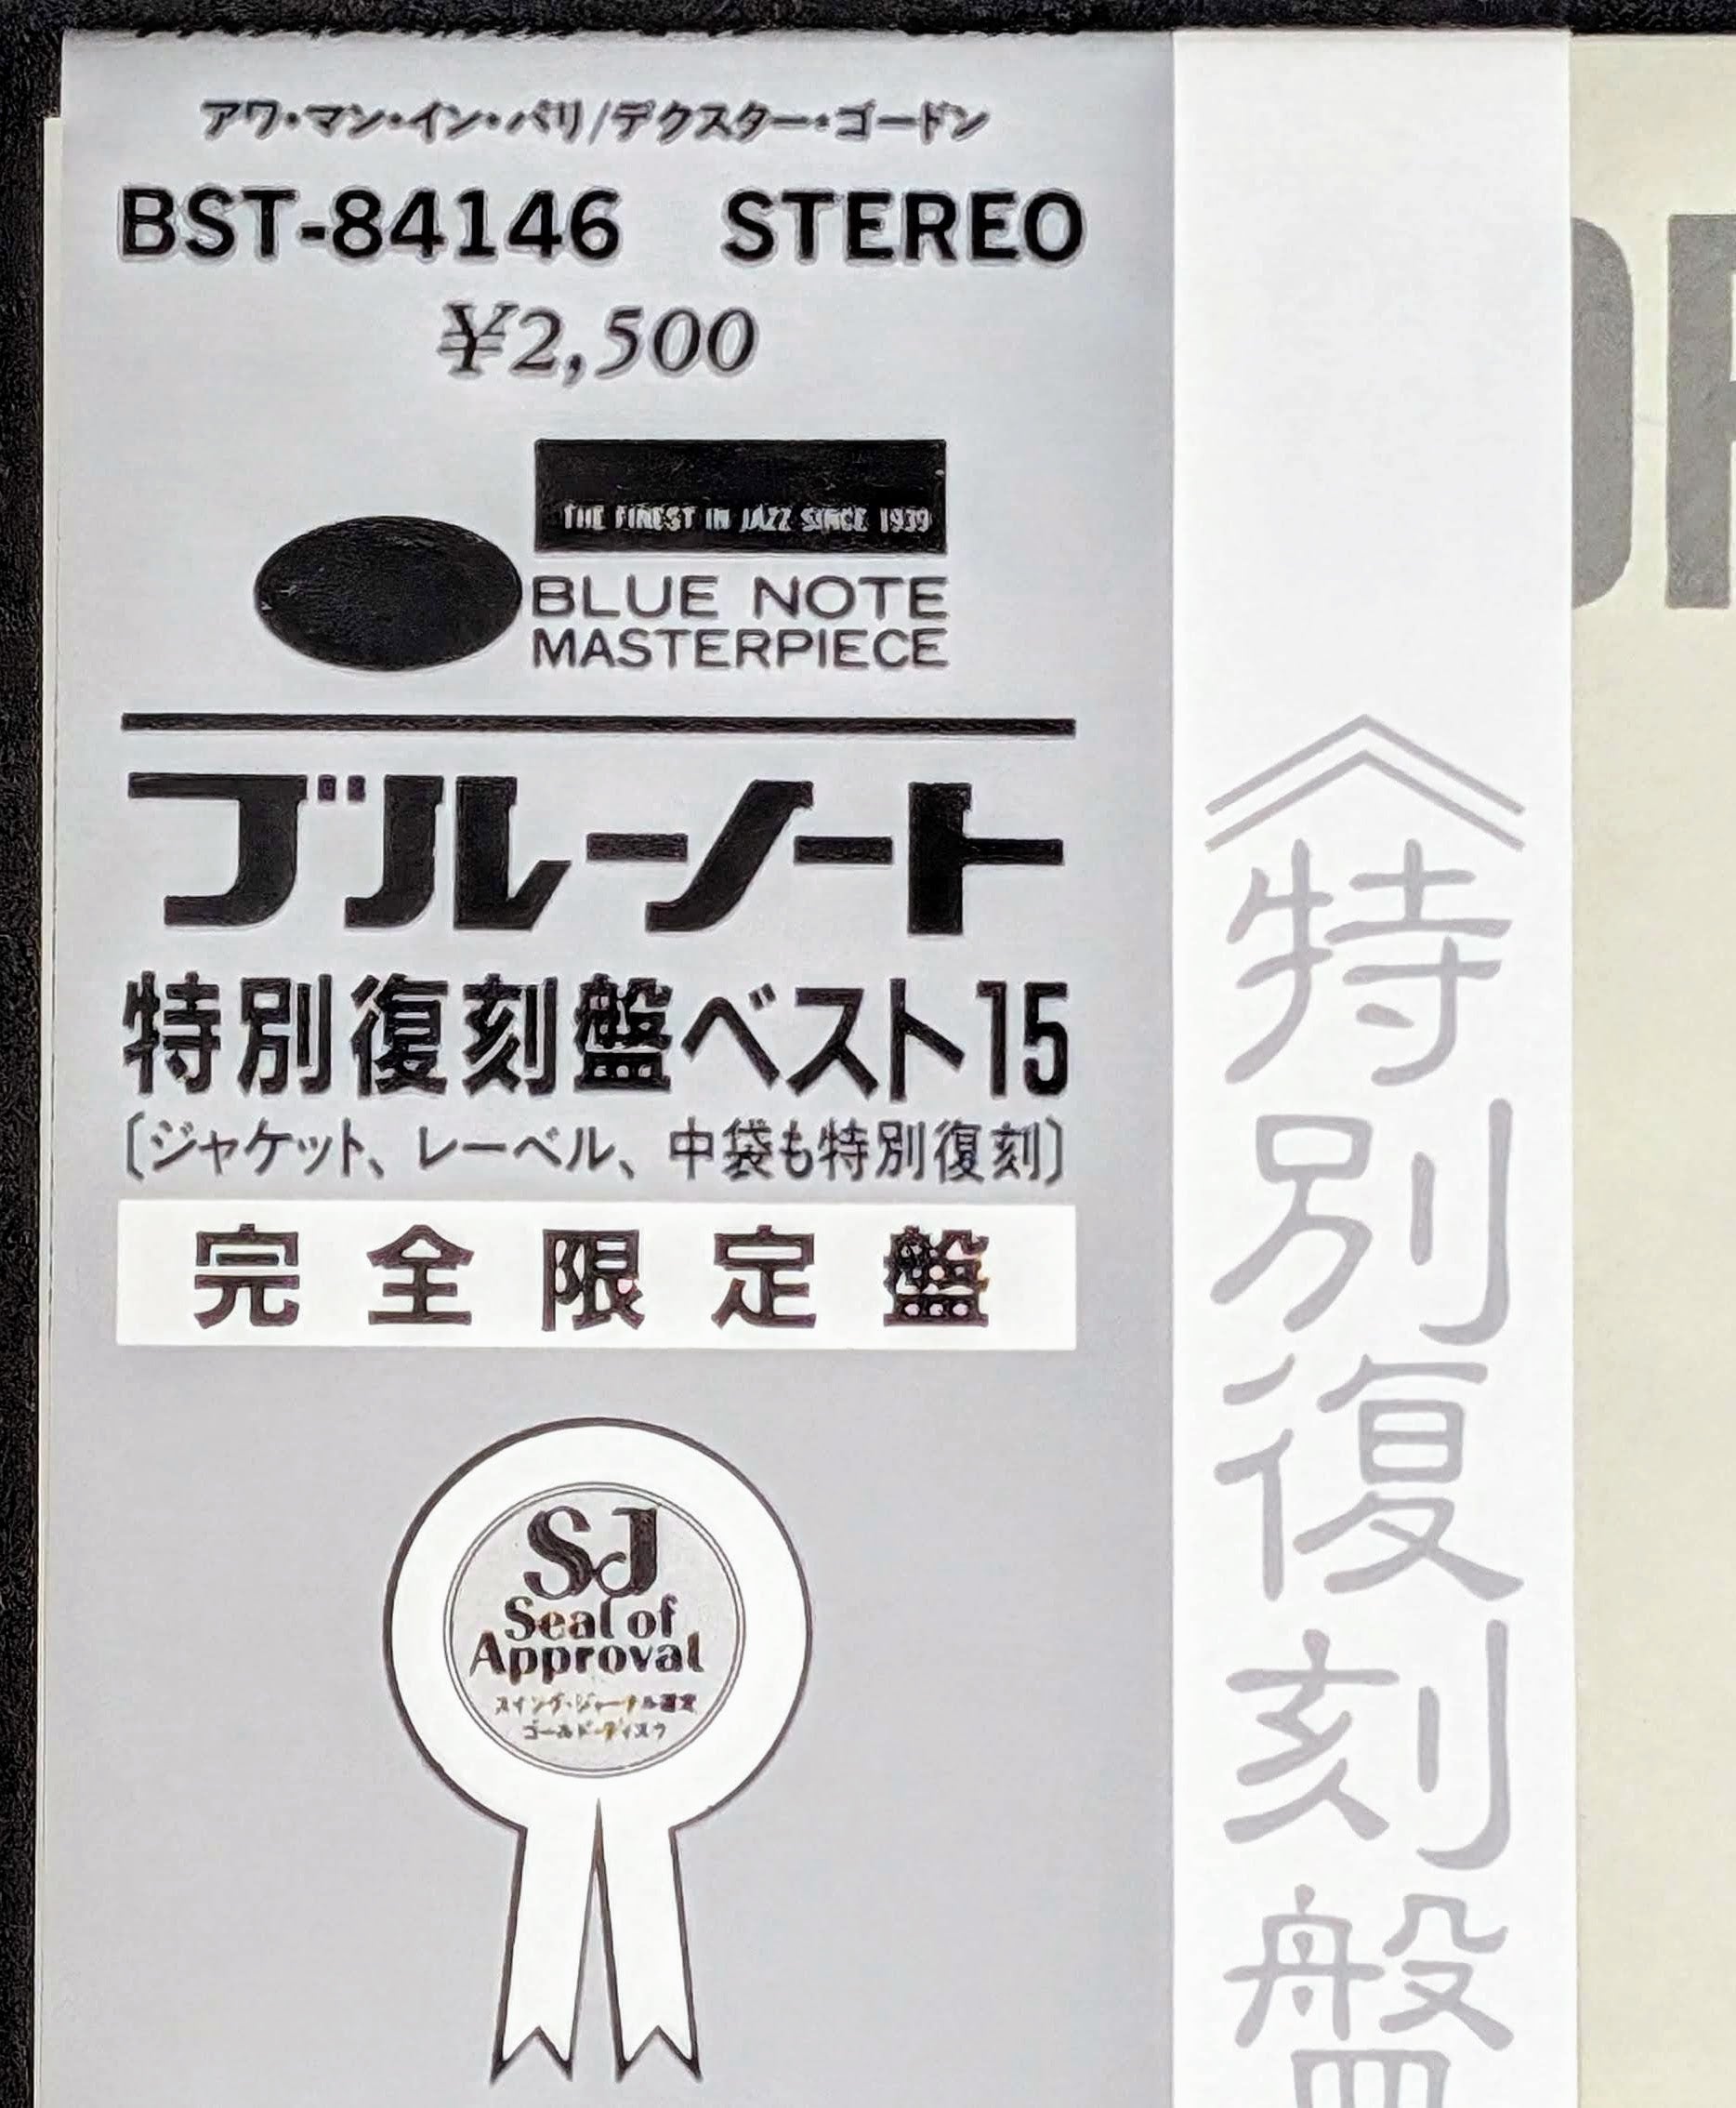 アワ・マン・イン・パリ/デクスター・ゴードン
BST-84146 STEREO
¥2,500
THE FINEST IN JAZZ SINCE 1939
BLUE NOTE
MASTERPIECE
ブルーノート
特別復刻盤ベスト15
〔ジャケット、レーベル、中袋も特別復刻〕
完全限定盤
SJ
Seal of
Approval
スイング・ジャーナル選定
ゴールド・ディスク
《特別復刻盤